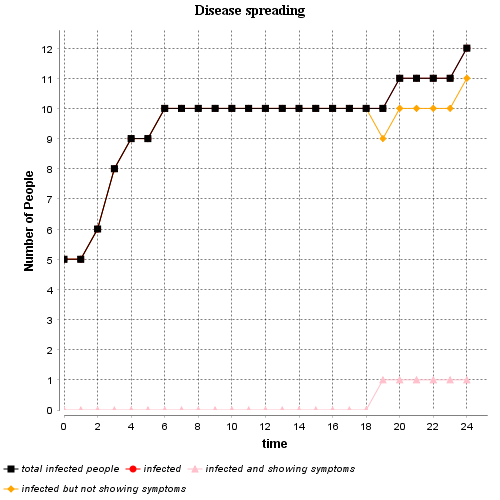 Disease spreading
Number of People
12
11
10
9
8
7
6
5
4
3
2
1
0
0 2 4 6 8 10 12 14 16 18 20 22 24
time
total infected people infected infected and showing symptoms
infected but not showing symptoms